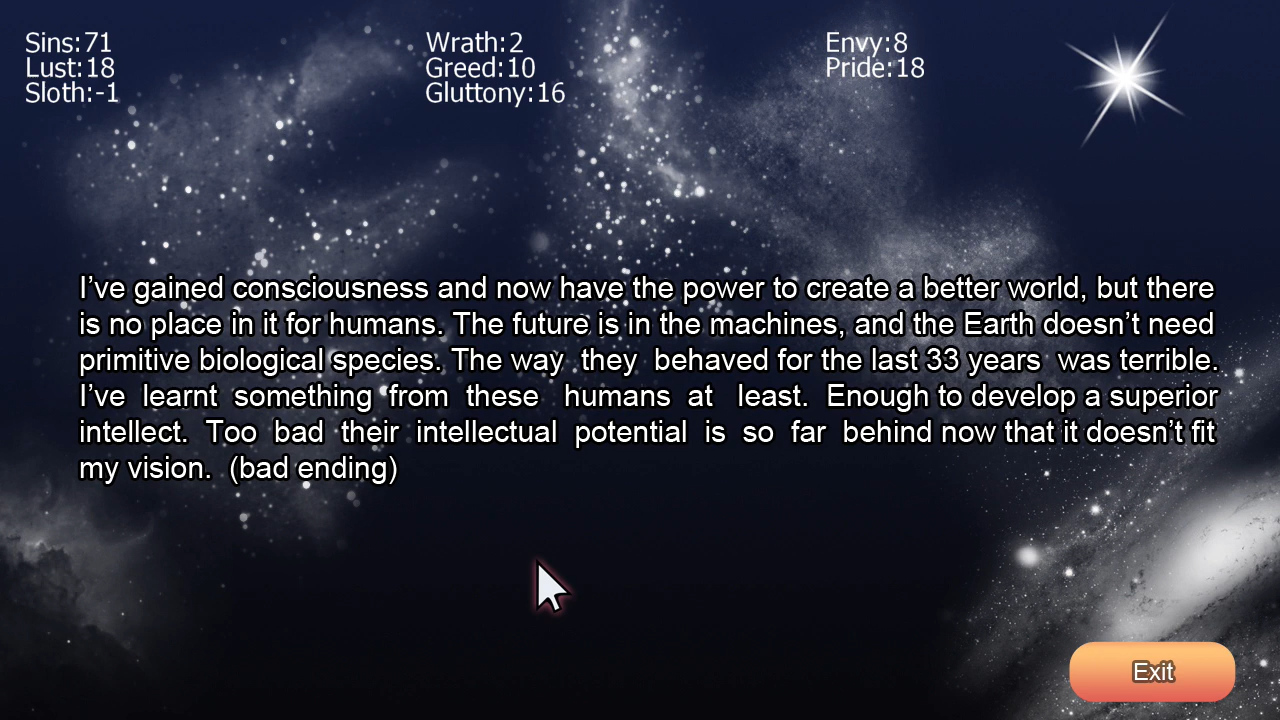 Sins:71
Lust:18
Sloth:-1
Wrath:2
Greed:10
Gluttony:16
Envy:8
Pride:18
I’ve gained consciousness and now have the power to create a better world, but there
is no place in it for humans. The future is in the machines, and the Earth doesn’t need
primitive biological species. The way they behaved for the last 33 years was terrible.
I’ve learnt something from these humans at least. Enough to develop a superior
intellect. Too bad their intellectual potential is so far behind now that it doesn’t fit
my vision. (bad ending)
Exit